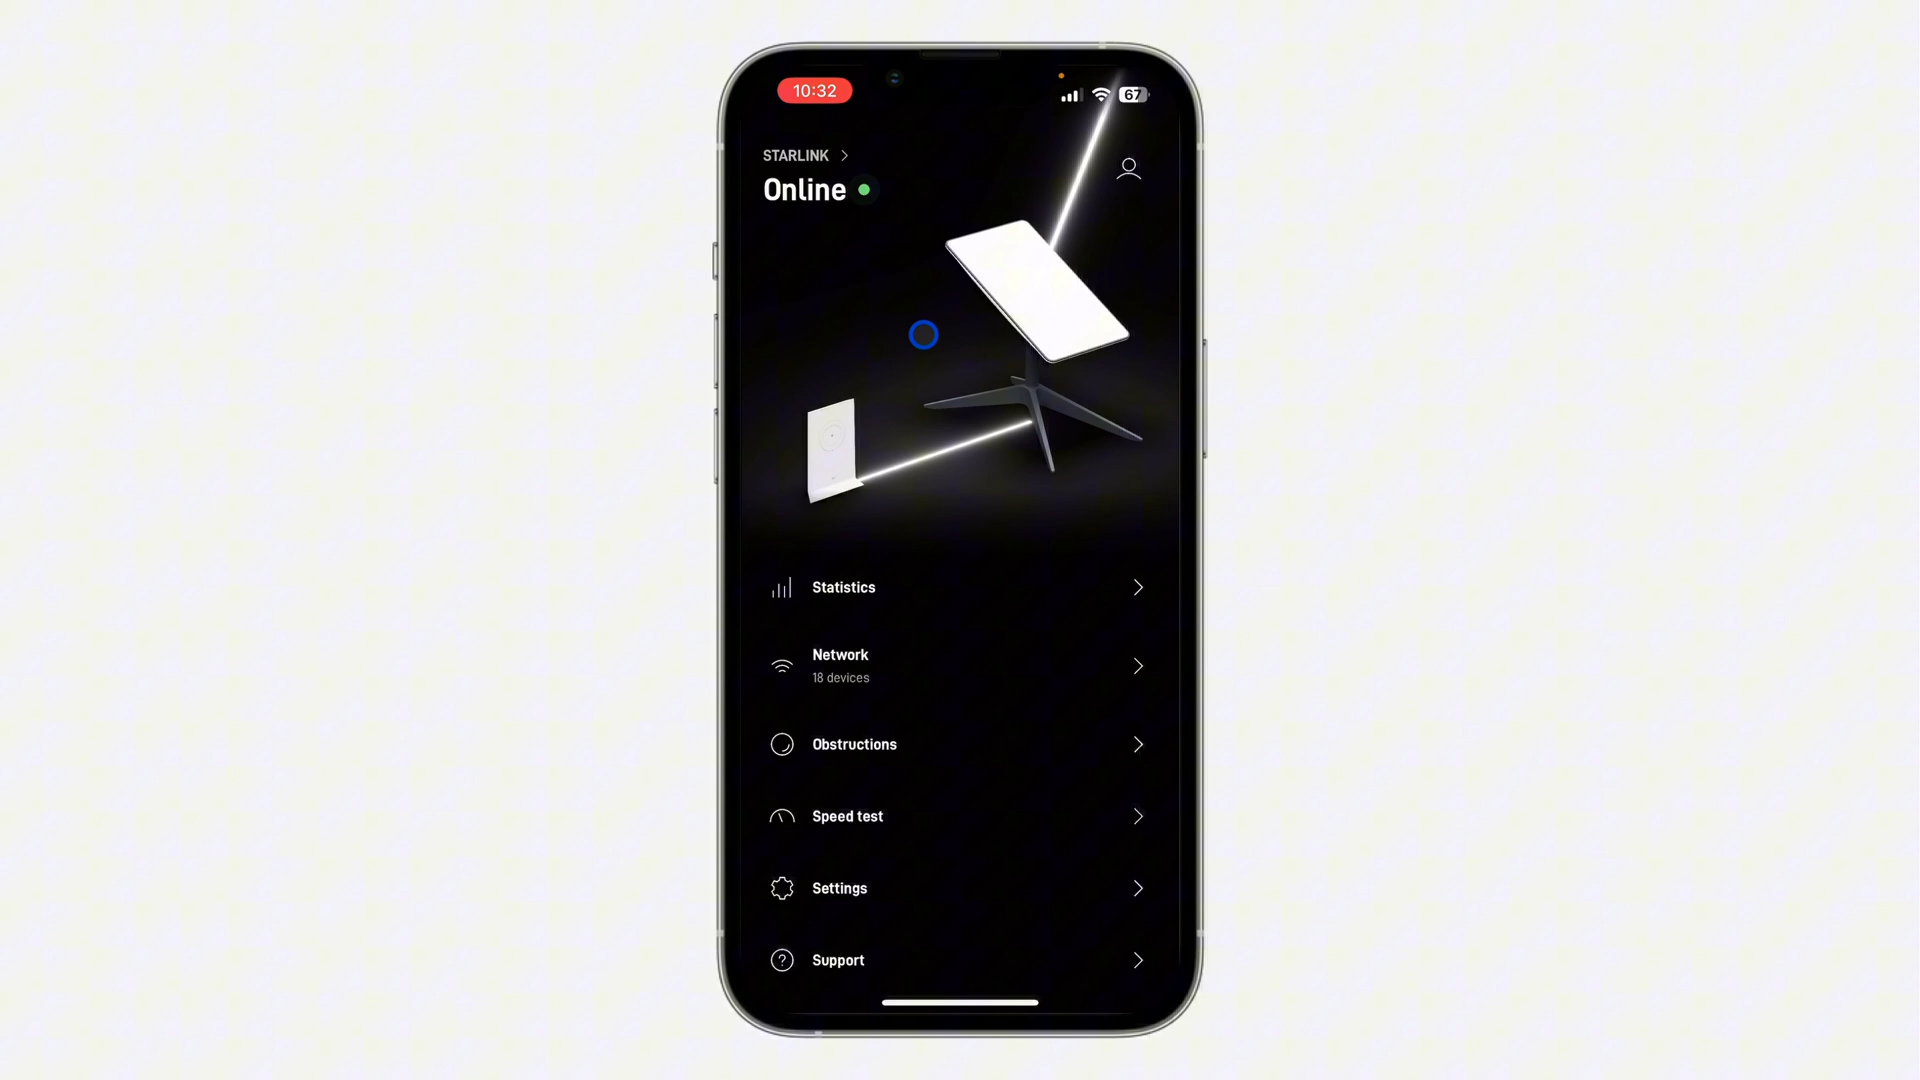 10:32
67
STARLINK
Online
Statistics
Network
18 devices
Obstructions
Speed test
Settings
Support